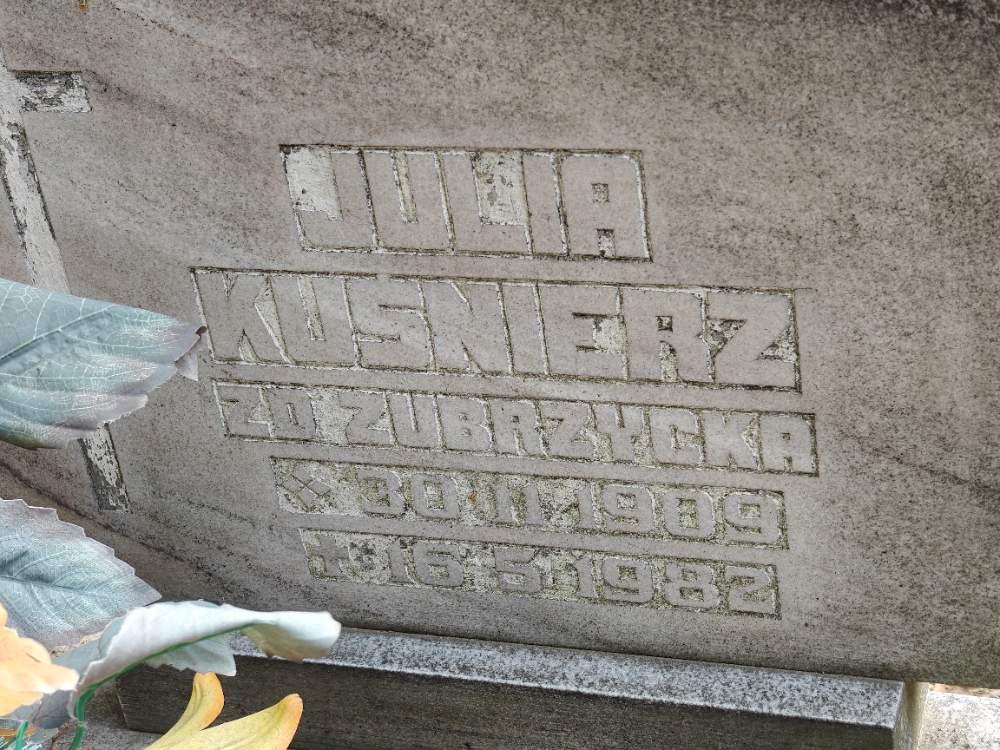 JULIA
KUSNIERZ
ZD ZUBRZYCKA
30 11 1909
16 5 1982